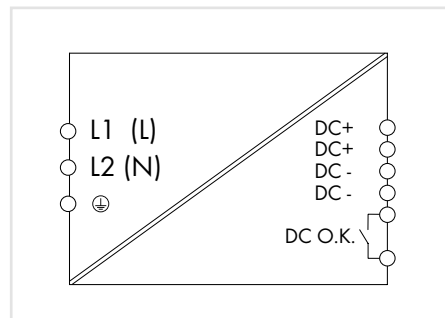 L1 (L)
L2 (N)
DC+
DC+
DC -
DC -
DC O.K.